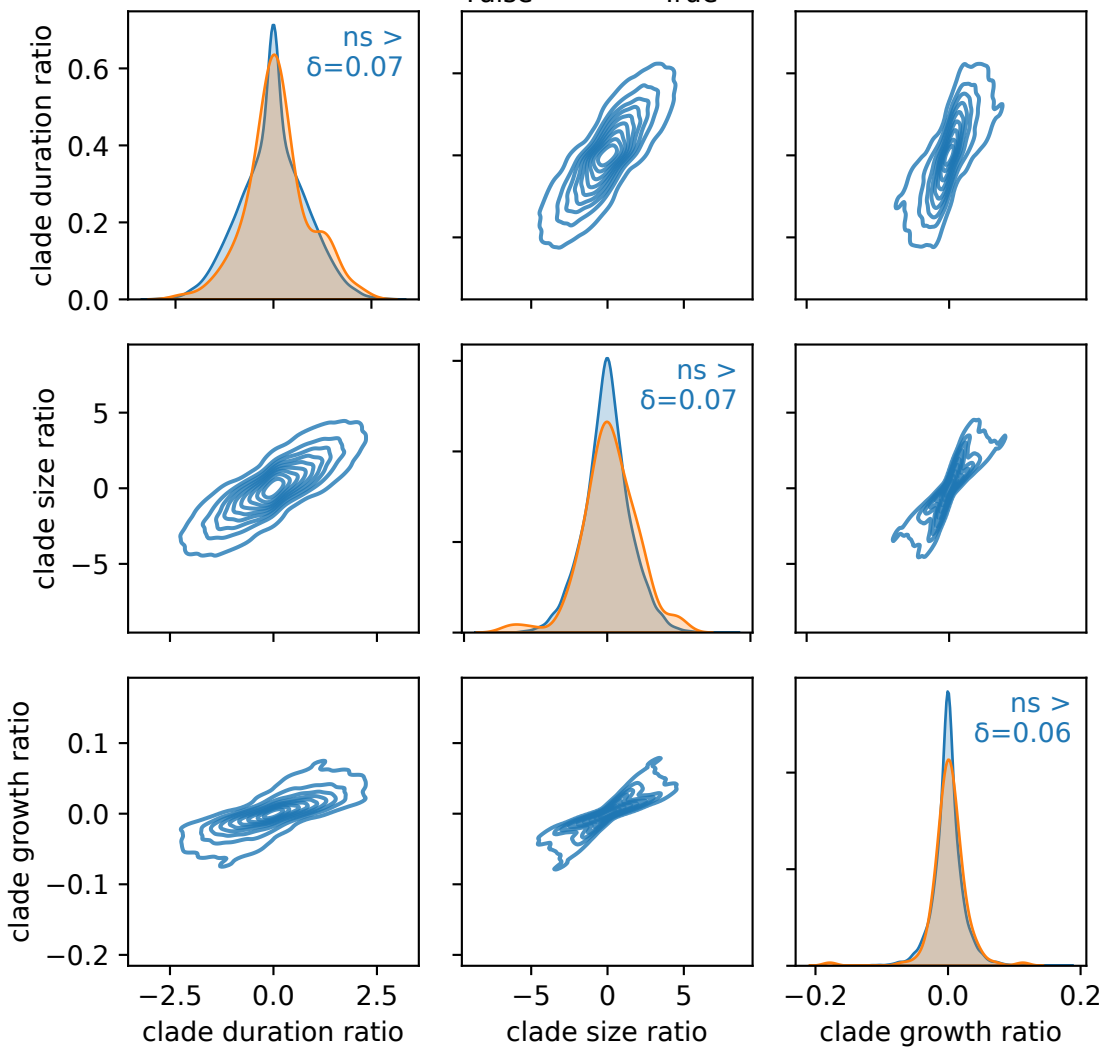 False True
clade duration ratio
0.6
0.4
0.2
0.0
ns >
δ=0.07
clade size ratio
5
0
−5
ns >
δ=0.07
clade growth ratio
0.1
0.0
−0.1
−0.2
ns >
δ=0.06
−2.5 0.0 2.5
−5 0 5
−0.2 0.0 0.2
clade duration ratio
clade size ratio
clade growth ratio